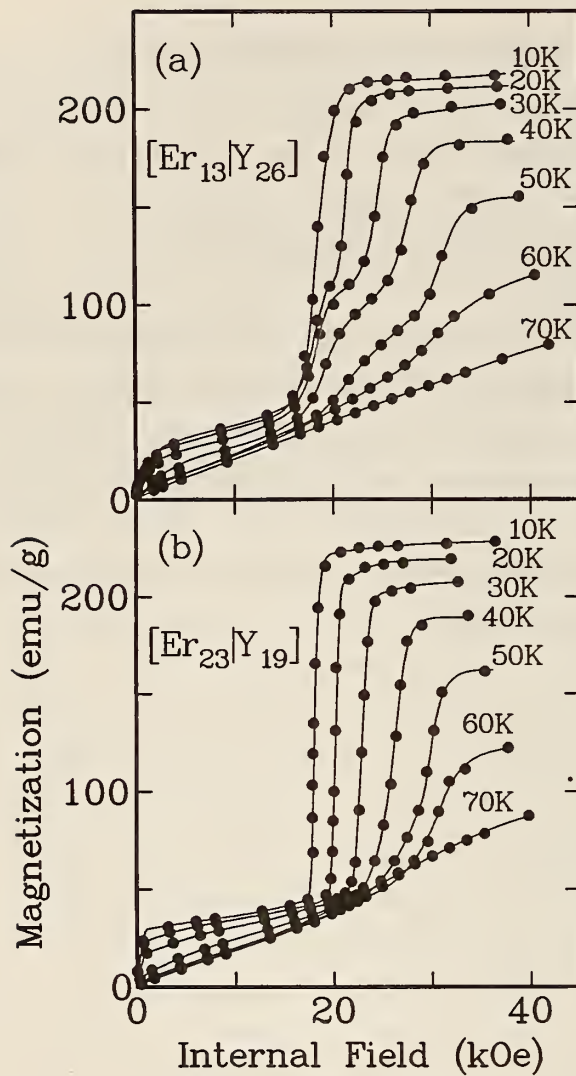 (a)
10K
20K
30K
40K
50K
60K
70K
[Er13|Y26]
200
100
0
(b)
10K
20K
30K
40K
50K
60K
70K
[Er23|Y19]
200
100
0
0
20
40
Magnetization (emu/g)
Internal Field (kOe)